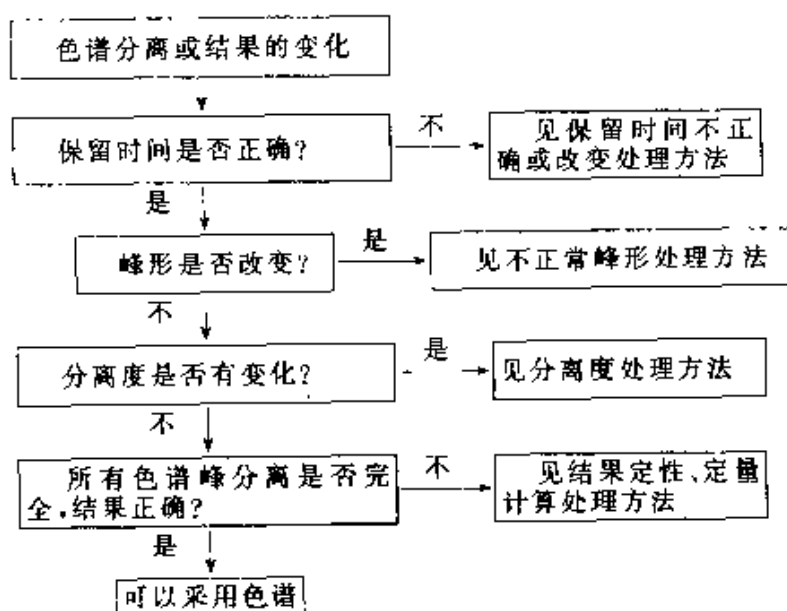 色谱分离或结果的变化
保留时间是否正确?
不
见保留时间不正
确或改变处理方法
是
峰形是否改变?
是
见不正常峰形处理方法
不
分离度是否有变化?
是
见分离度处理方法
不
所有色谱峰分离是否完
全,结果正确?
不
见结果定性、定量
计算处理方法
是
可以采用色谱